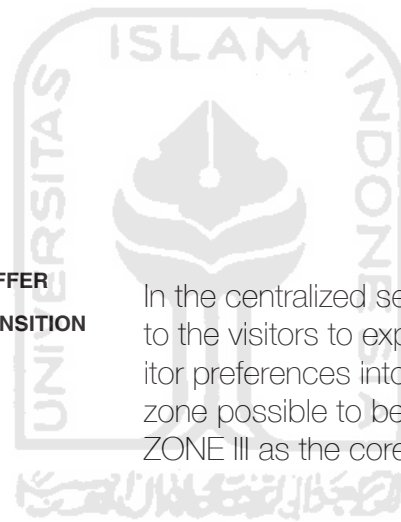 ISLAM
UNIVERSITAS
INDONESIA
FFER
NSITION
In the centralized se
to the visitors to exp
itor preferences into
zone possible to be
ZONE III as the core